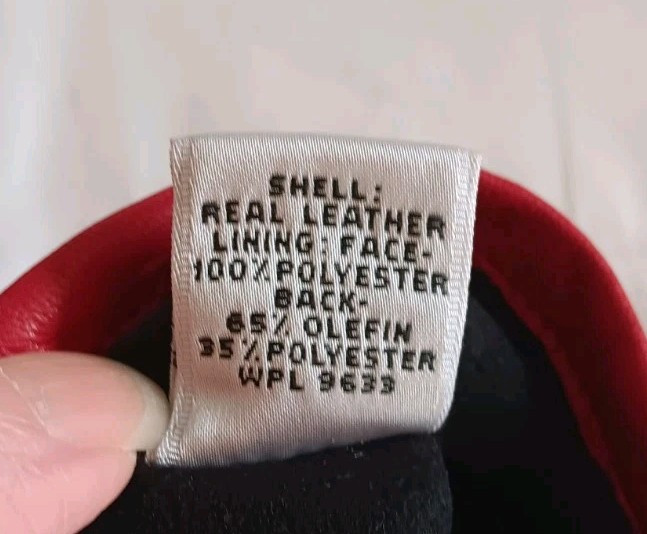 SHELL:
REAL LEATHER
LINING: FACE-
100%POLYESTER
BACK-
65% OLEFIN
35%POLYESTER
WPL 9633